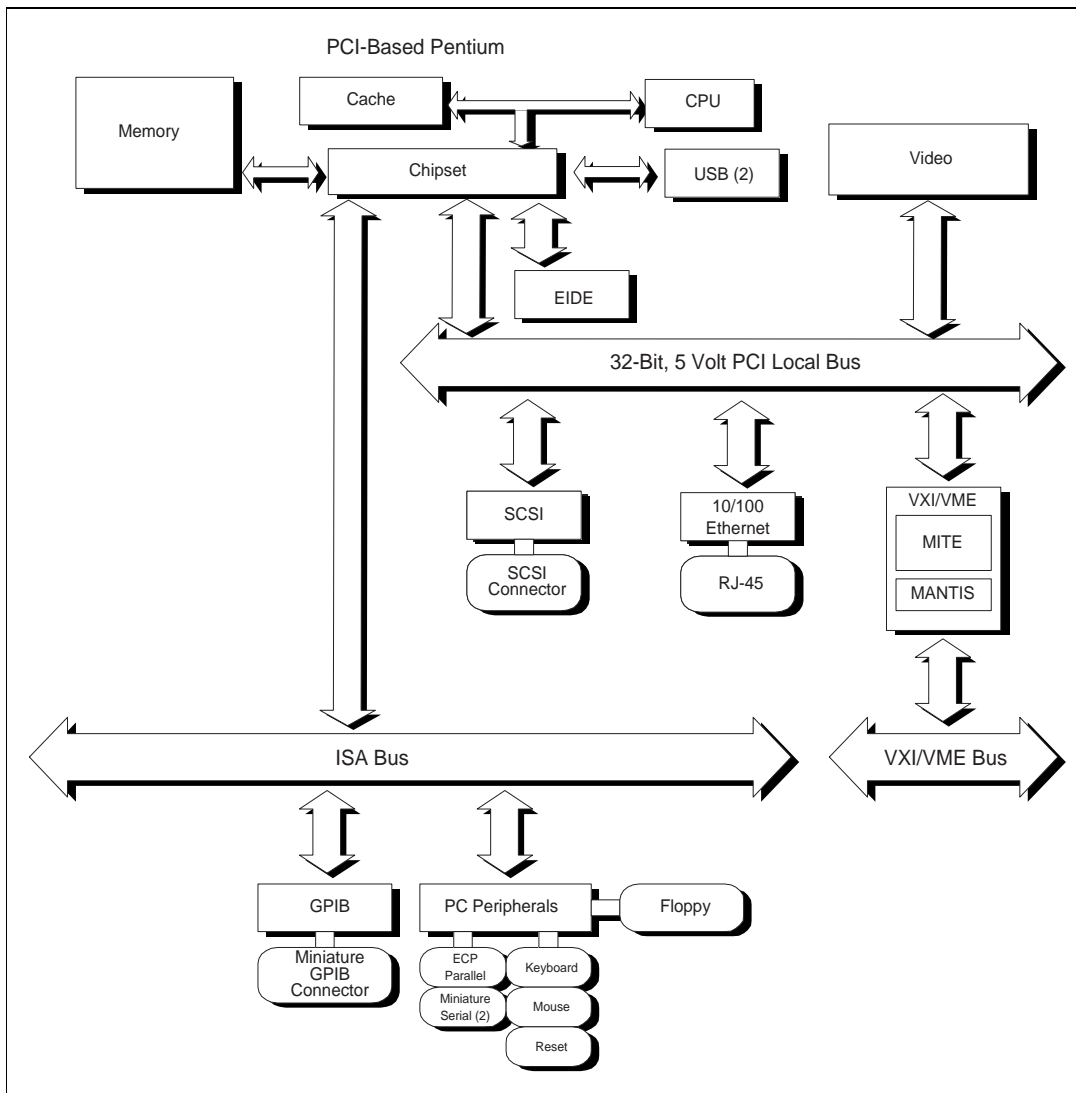 PCI-Based Pentium
Memory
Cache
CPU
Chipset
USB (2)
Video
EIDE
32-Bit, 5 Volt PCI Local Bus
SCSI
SCSI
Connector
10/100
Ethernet
RJ-45
VXI/VME
MITE
MANTIS
ISA Bus
VXI/VME Bus
GPIB
Miniature
GPIB
Connector
PC Peripherals
Floppy
ECP
Parallel
Miniature
Serial (2)
Keyboard
Mouse
Reset